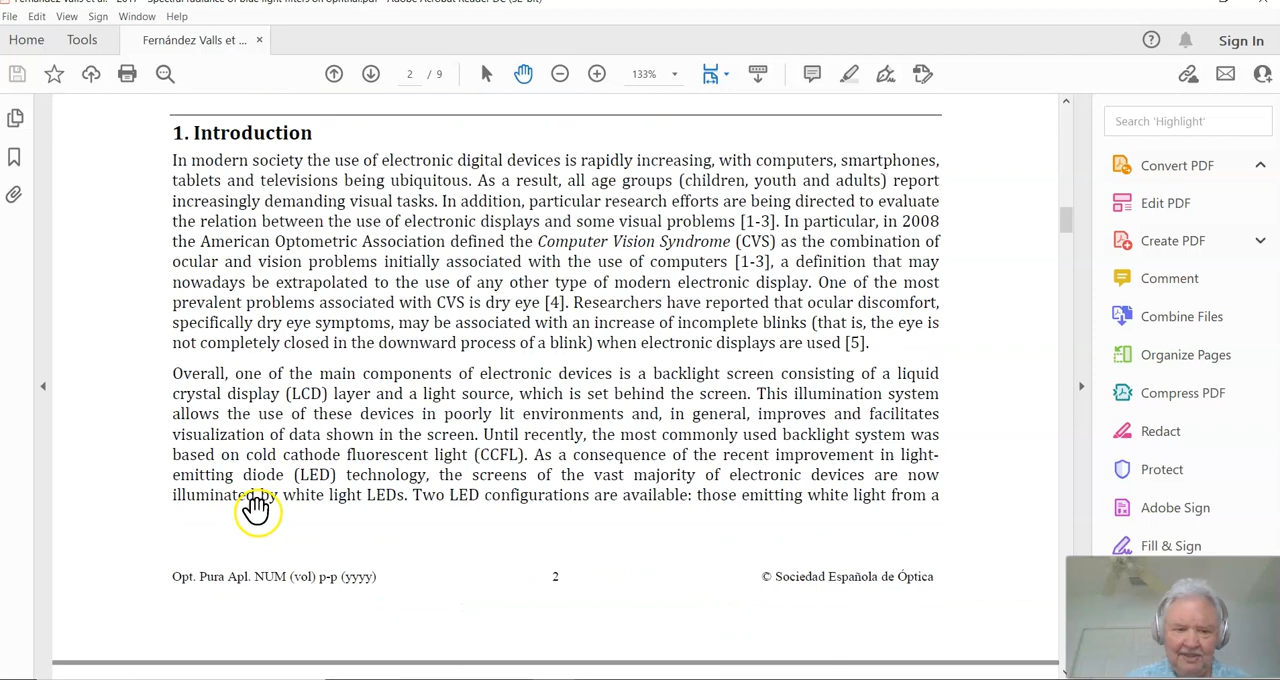 File Edit View Sign Window Help
Home Tools Fernández Valls et ... × Sign In
2 / 9 133%
Search 'Highlight'
1. Introduction
In modern society the use of electronic digital devices is rapidly increasing, with computers, smartphones,
tablets and televisions being ubiquitous. As a result, all age groups (children, youth and adults) report
increasingly demanding visual tasks. In addition, particular research efforts are being directed to evaluate
the relation between the use of electronic displays and some visual problems [1-3]. In particular, in 2008
the American Optometric Association defined the Computer Vision Syndrome (CVS) as the combination of
ocular and vision problems initially associated with the use of computers [1-3], a definition that may
nowadays be extrapolated to the use of any other type of modern electronic display. One of the most
prevalent problems associated with CVS is dry eye [4]. Researchers have reported that ocular discomfort,
specifically dry eye symptoms, may be associated with an increase of incomplete blinks (that is, the eye is
not completely closed in the downward process of a blink) when electronic displays are used [5].
Overall, one of the main components of electronic devices is a backlight screen consisting of a liquid
crystal display (LCD) layer and a light source, which is set behind the screen. This illumination system
allows the use of these devices in poorly lit environments and, in general, improves and facilitates
visualization of data shown in the screen. Until recently, the most commonly used backlight system was
based on cold cathode fluorescent light (CCFL). As a consequence of the recent improvement in light-
emitting diode (LED) technology, the screens of the vast majority of electronic devices are now
illuminated by white light LEDs. Two LED configurations are available: those emitting white light from a
Opt. Pura Apl. NUM (vol) p-p (yyyy) 2 © Sociedad Española de Óptica
Convert PDF
Edit PDF
Create PDF
Comment
Combine Files
Organize Pages
Compress PDF
Redact
Protect
Adobe Sign
Fill & Sign